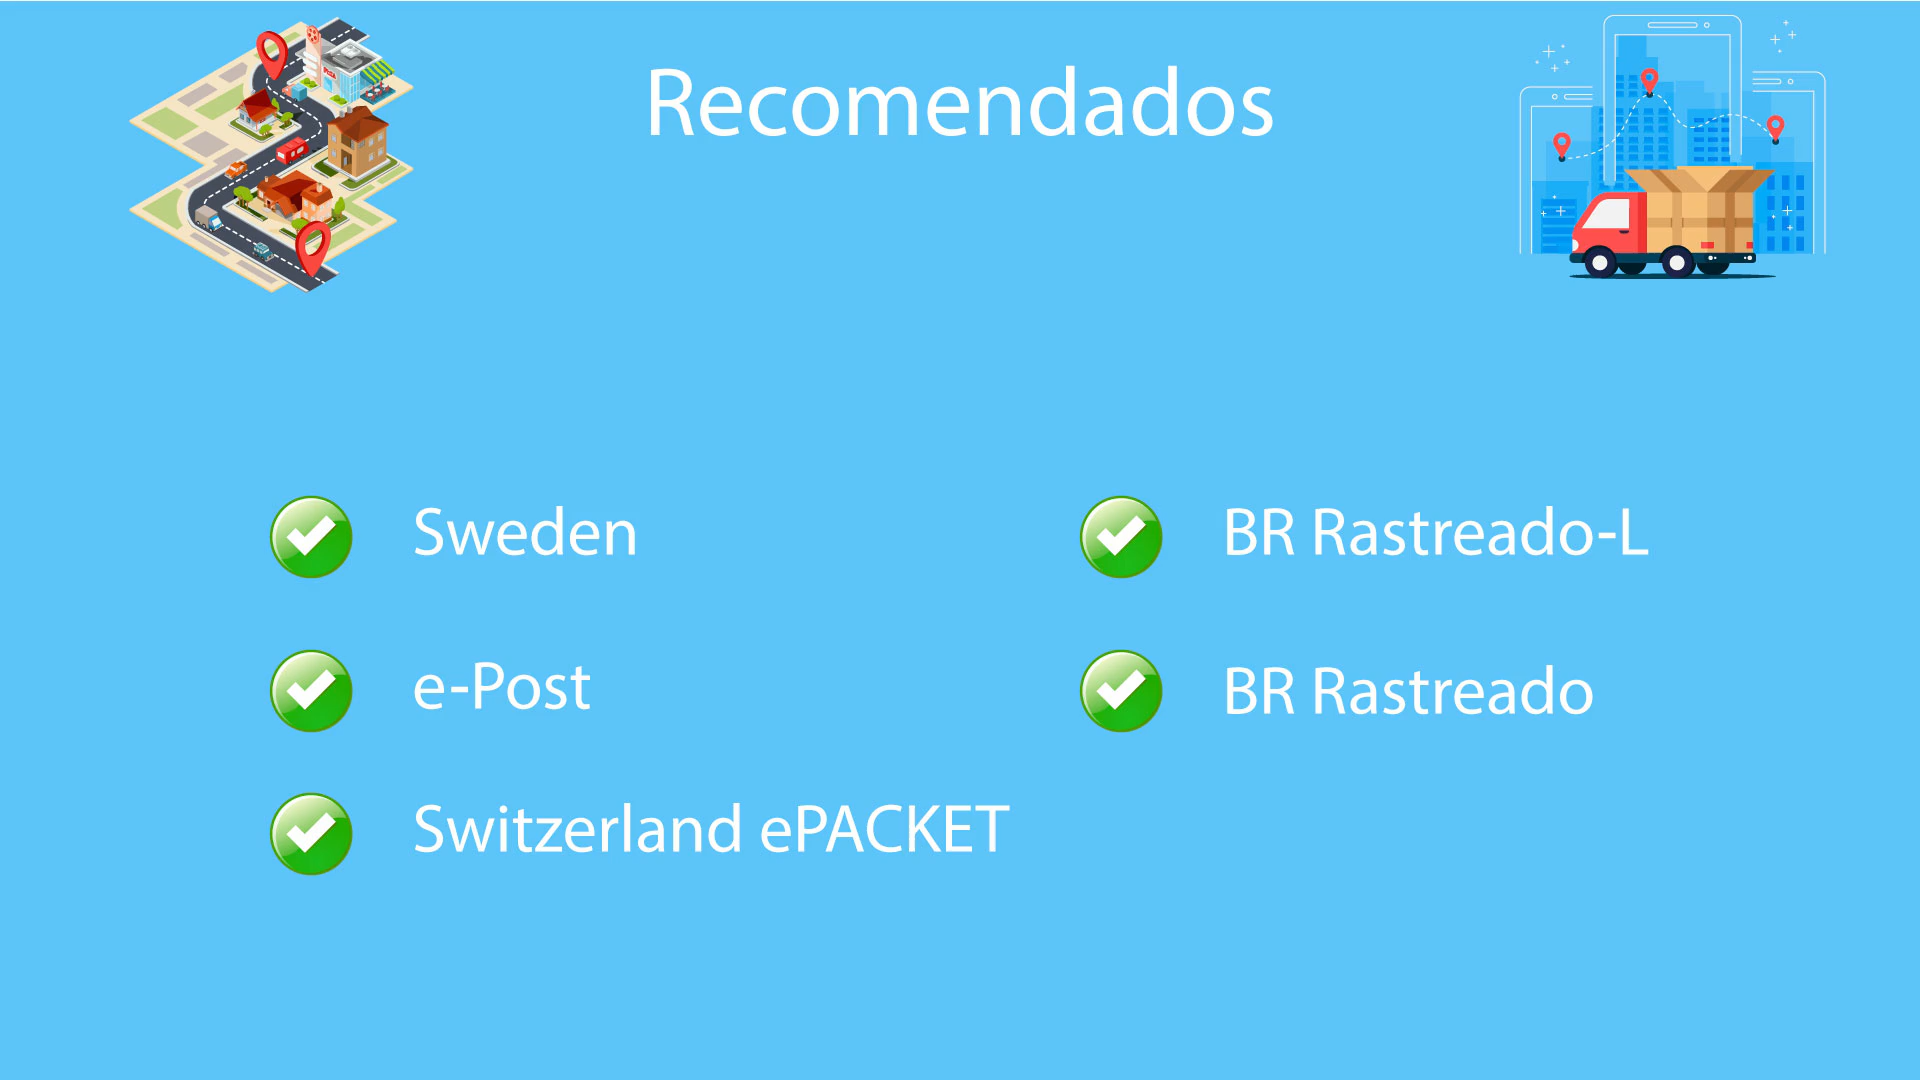 Recomendados
Sweden
e-Post
Switzerland ePACKET
BR Rastreado-L
BR Rastreado